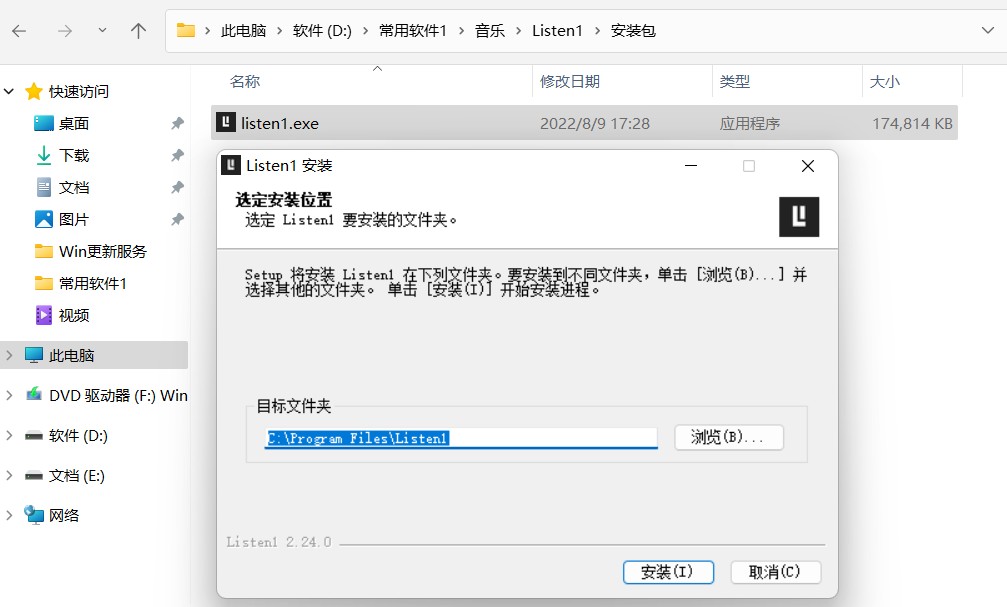 此电脑 > 软件 (D:) > 常用软件1 > 音乐 > Listen1 > 安装包
名称 修改日期 类型 大小
快速访问
桌面
下载
文档
图片
Win更新服务
常用软件1
视频
此电脑
DVD 驱动器 (F:) Win
软件 (D:)
文档 (E:)
网络
listen1.exe 2022/8/9 17:28 应用程序 174,814 KB
Listen1 安装
选定安装位置
选定 Listen1 要安装的文件夹。
Setup 将安装 Listen1 在下列文件夹。要安装到不同文件夹，单击 [浏览(B)...] 并
选择其他的文件夹。 单击 [安装(I)] 开始安装进程。
目标文件夹
C:\Program Files\Listen1
浏览(B)...
Listen1 2.24.0
安装(I) 取消(C)